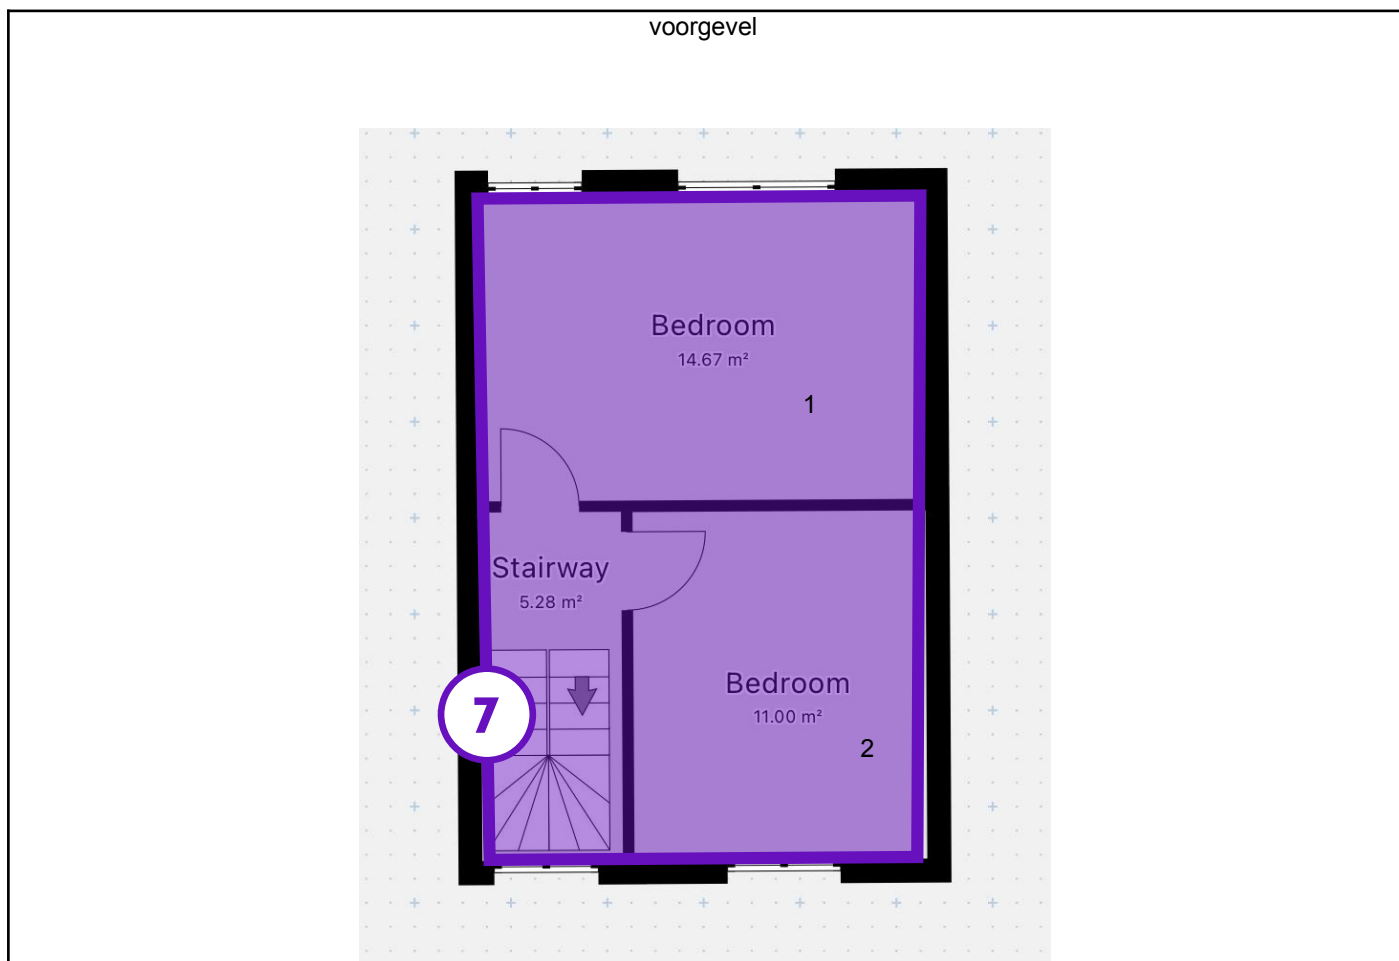 voorgevel
Bedroom
14.67 m²
1
Stairway
5.28 m²
Bedroom
11.00 m²
7
2